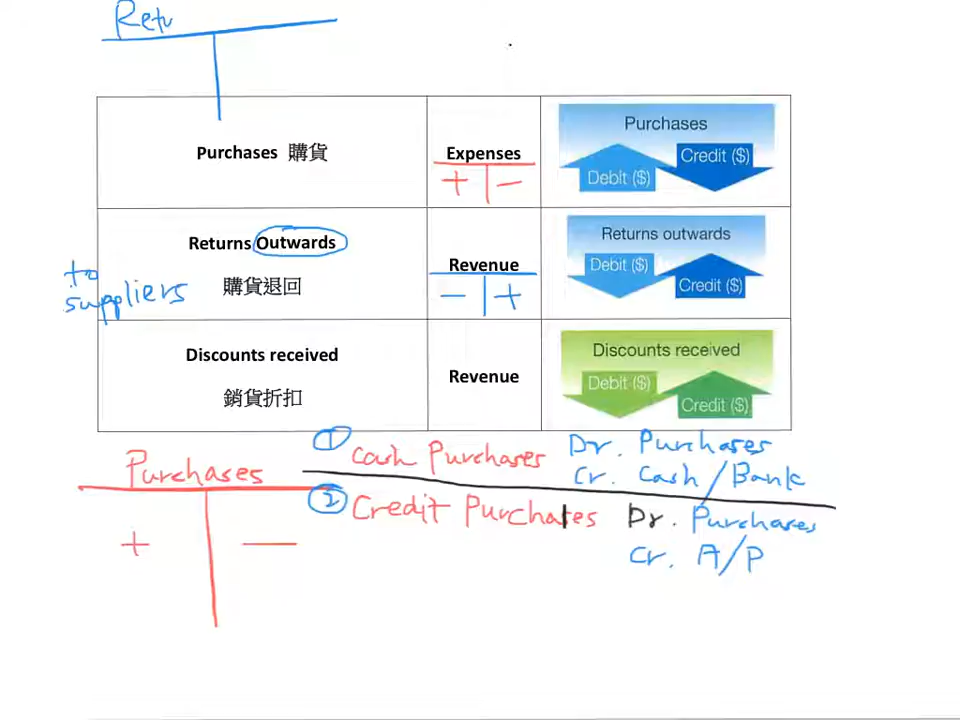 Retu
Purchases 購貨
Expenses
+ | −
Purchases
Debit ($)
Credit ($)
Returns Outwards
購貨退回
to
suppliers
Revenue
− | +
Returns outwards
Debit ($)
Credit ($)
Discounts received
銷貨折扣
Revenue
Discounts received
Debit ($)
Credit ($)
Purchases
+ −
① Cash Purchases
Dr. Purchases
Cr. Cash/Bank
② Credit Purchases
Dr. Purchases
Cr. A/P